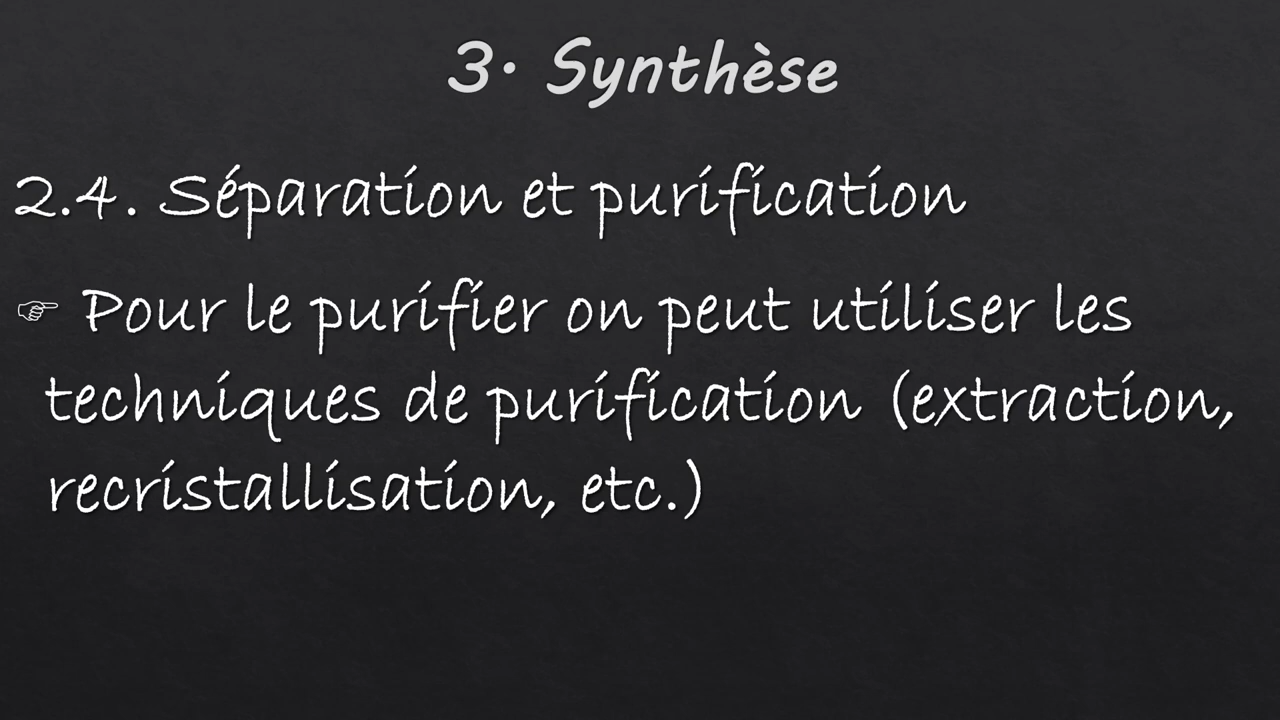 3. Synthèse
2.4. Séparation et purification
☞ Pour le purifier on peut utiliser les
techniques de purification (extraction,
recristallisation, etc.)